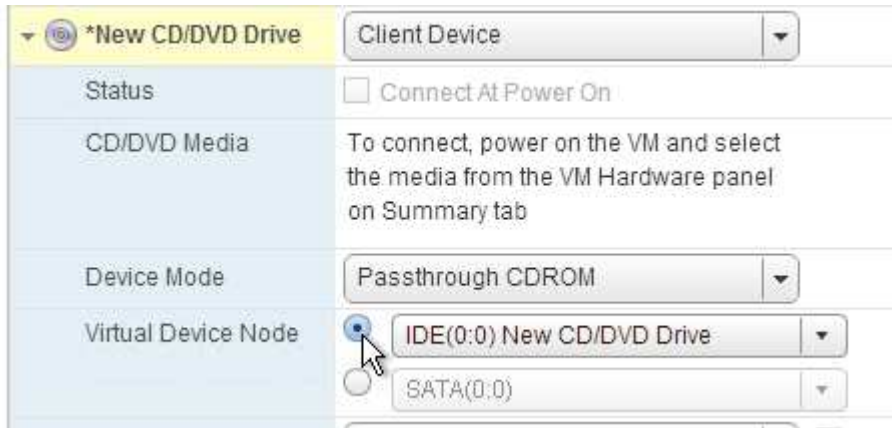 *New CD/DVD Drive
Client Device
Status
Connect At Power On
CD/DVD Media
To connect, power on the VM and select
the media from the VM Hardware panel
on Summary tab
Device Mode
Passthrough CDROM
Virtual Device Node
IDE(0:0) New CD/DVD Drive
SATA(0:0)